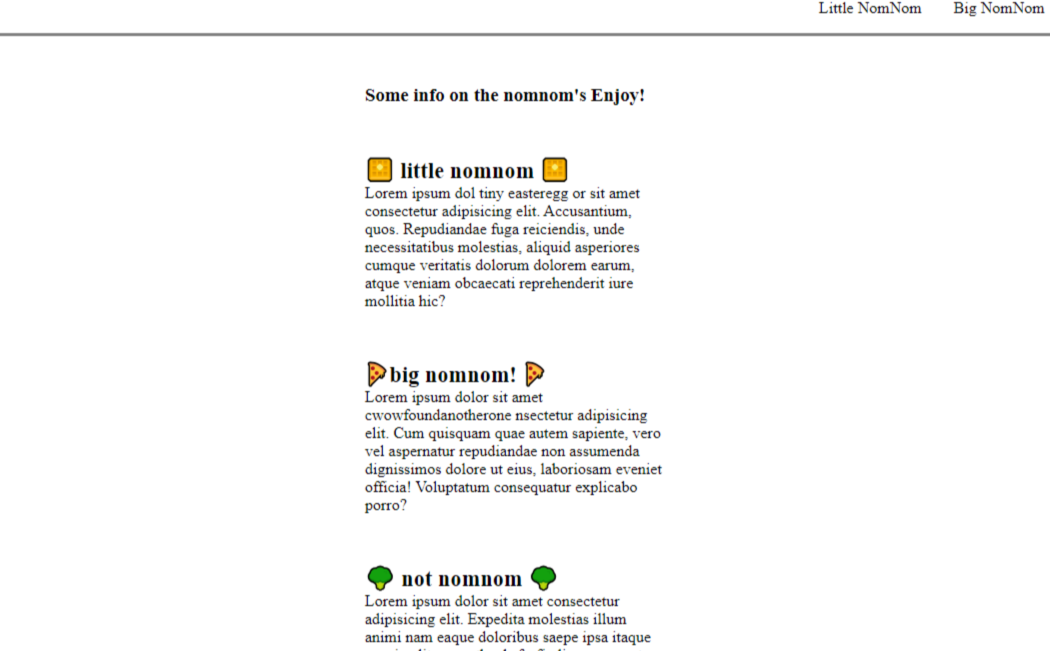 Little NomNom Big NomNom
Some info on the nomnom's Enjoy!
little nomnom
Lorem ipsum dol tiny easteregg or sit amet
consectetur adipisicing elit. Accusantium,
quos. Repudiandae fuga reiciendis, unde
necessitatibus molestias, aliquid asperiores
cumque veritatis dolorum dolorem earum,
atque veniam obcaecati reprehenderit iure
mollitia hic?
big nomnom!
Lorem ipsum dolor sit amet
cwowfoundanotherone nsectetur adipisicing
elit. Cum quisquam quae autem sapiente, vero
vel aspernatur repudiandae non assumenda
dignissimos dolore ut eius, laboriosam eveniet
officia! Voluptatum consequatur explicabo
porro?
not nomnom
Lorem ipsum dolor sit amet consectetur
adipisicing elit. Expedita molestias illum
animi nam eaque doloribus saepe ipsa itaque